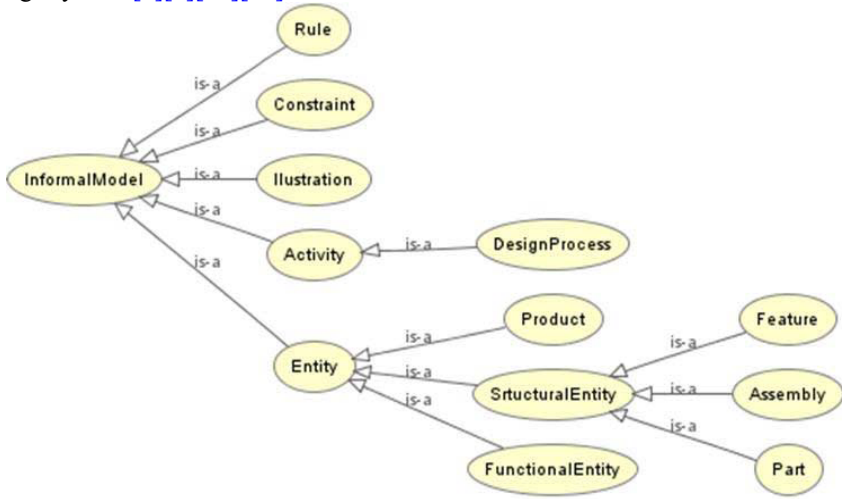 Rule
is-a
Constraint
is-a
InformalModel
is-a
Ilustration
is-a
Activity
is-a
DesignProcess
is-a
Entity
is-a
Product
is-a
SrtucturalEntity
is-a
FunctionalEntity
is-a
Feature
is-a
Assembly
is-a
Part